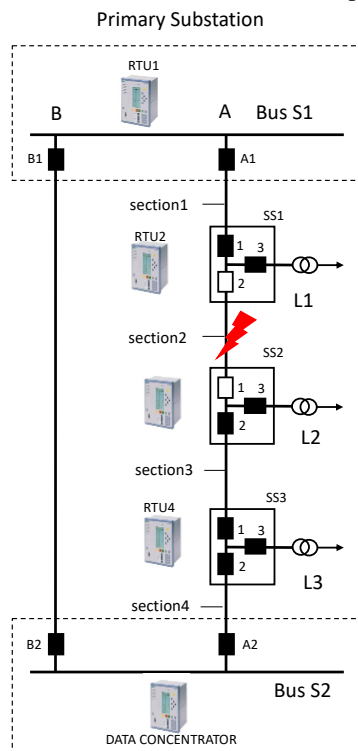 Primary Substation
RTU1
B
A
Bus S1
B1
A1
section1
SS1
RTU2
1
3
2
L1
section2
SS2
1
3
2
L2
section3
SS3
RTU4
1
3
2
L3
section4
B2
A2
Bus S2
DATA CONCENTRATOR